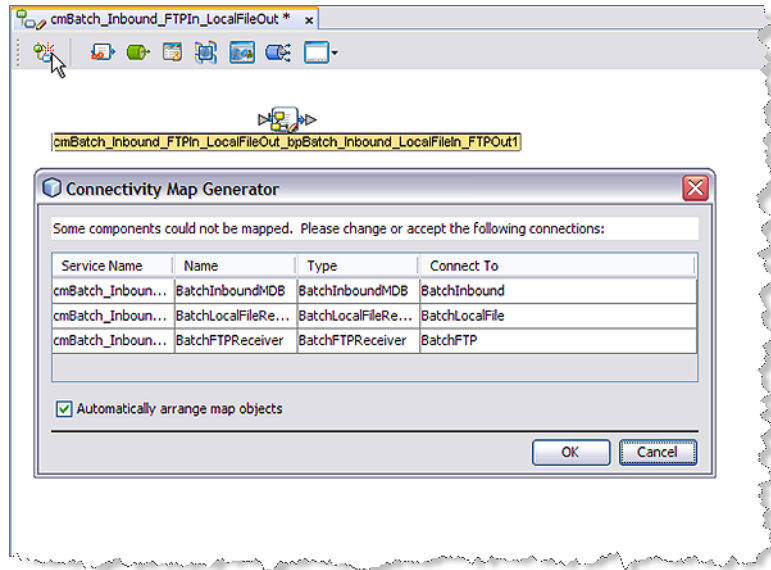 cmBatch_Inbound_FTPIn_LocalFileOut * x
cmBatch_Inbound_FTPIn_LocalFileOut_bpBatch_Inbound_LocalFileIn_FTPOut1
Connectivity Map Generator
Some components could not be mapped. Please change or accept the following connections:
Service Name Name Type Connect To
cmBatch_Inboun... BatchInboundMDB BatchInboundMDB BatchInbound
cmBatch_Inboun... BatchLocalFileRe... BatchLocalFileRe... BatchLocalFile
cmBatch_Inboun... BatchFTPReceiver BatchFTPReceiver BatchFTP
Automatically arrange map objects
OK Cancel